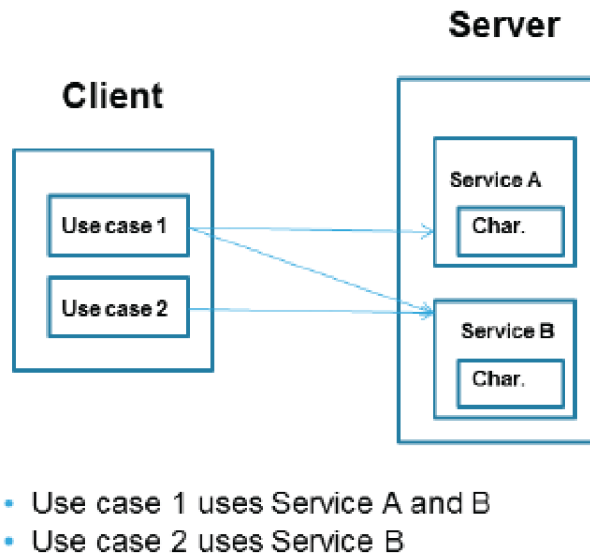 Server
Client
Service A
Use case 1
Char.
Use case 2
Service B
Char.
• Use case 1 uses Service A and B
• Use case 2 uses Service B